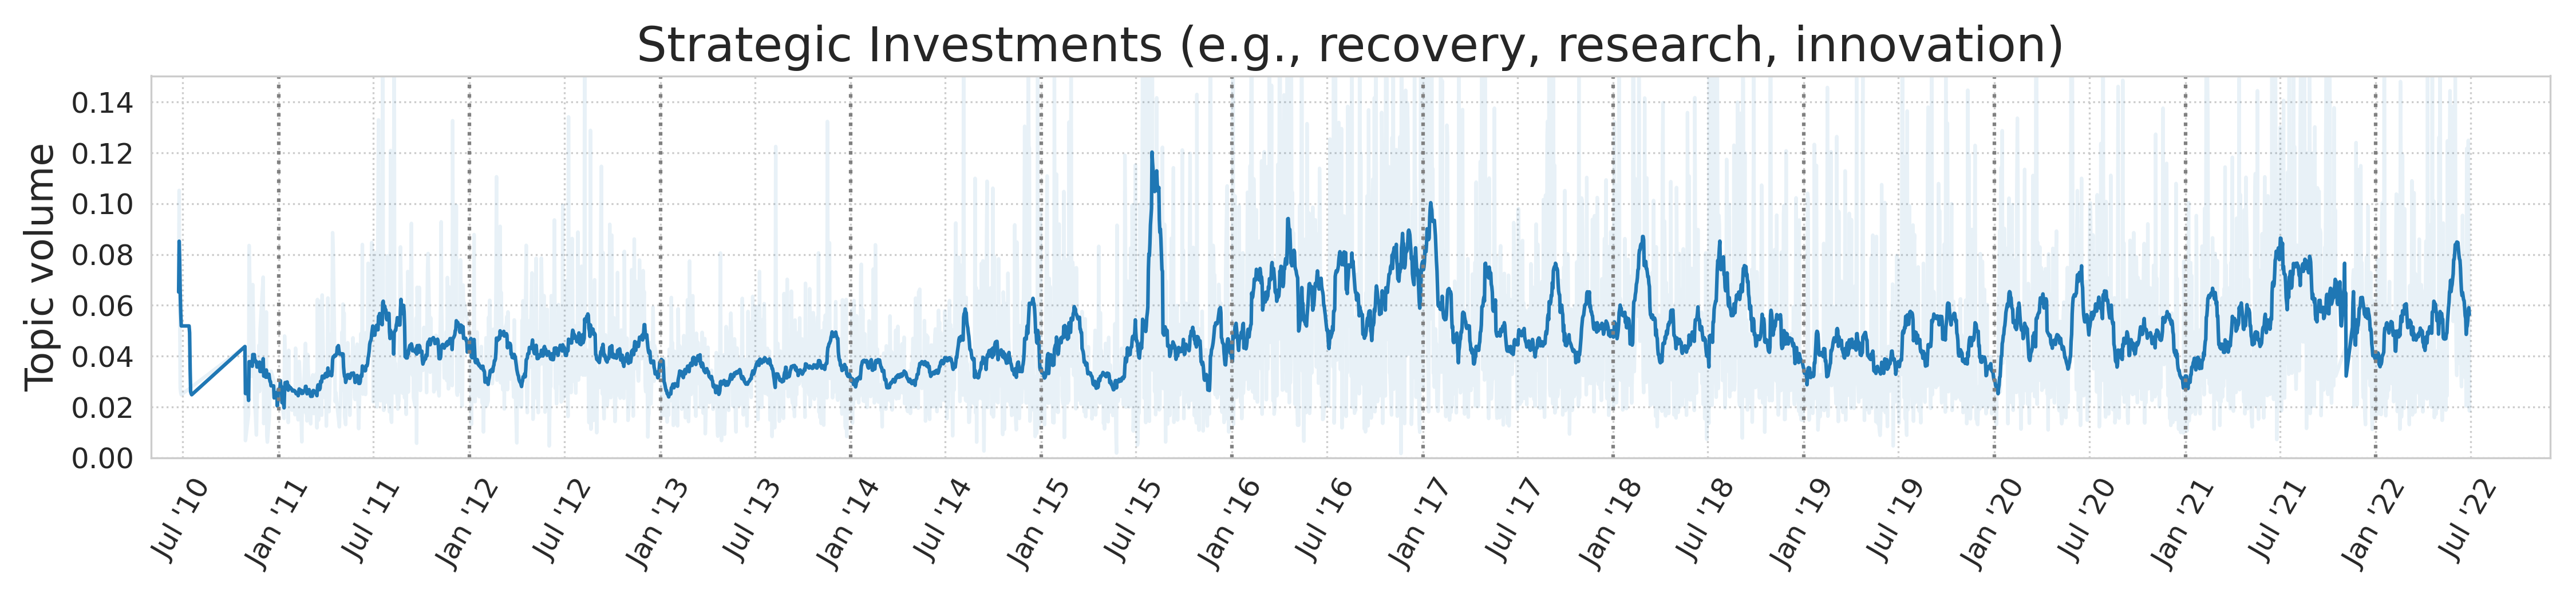 Strategic Investments (e.g., recovery, research, innovation)
Topic volume
0.14
0.12
0.10
0.08
0.06
0.04
0.02
0.00
Jul '10
Jan '11
Jul '11
Jan '12
Jul '12
Jan '13
Jul '13
Jan '14
Jul '14
Jan '15
Jul '15
Jan '16
Jul '16
Jan '17
Jul '17
Jan '18
Jul '18
Jan '19
Jul '19
Jan '20
Jul '20
Jan '21
Jul '21
Jan '22
Jul '22